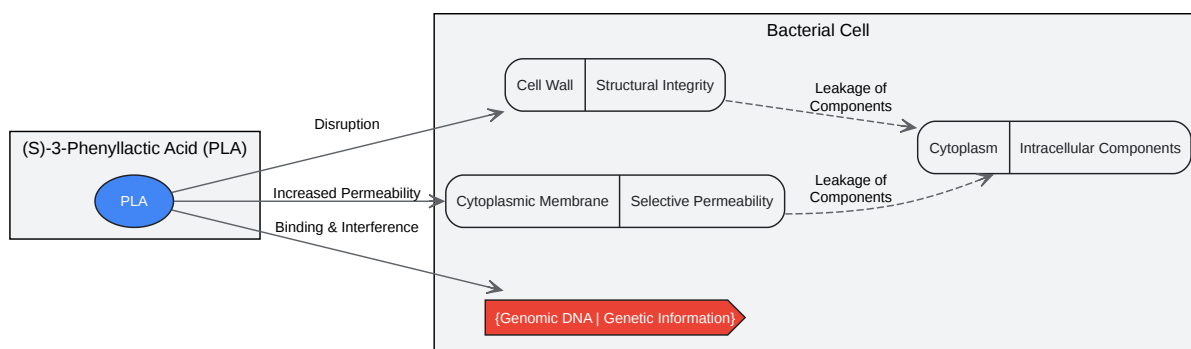 Bacterial Cell
Cell Wall
Structural Integrity
Leakage of
Components
Disruption
(S)-3-Phenyllactic Acid (PLA)
Cytoplasm
Intracellular Components
PLA
Increased Permeability
Cytoplasmic Membrane
Selective Permeability
Leakage of
Components
Binding & Interference
{Genomic DNA | Genetic Information}